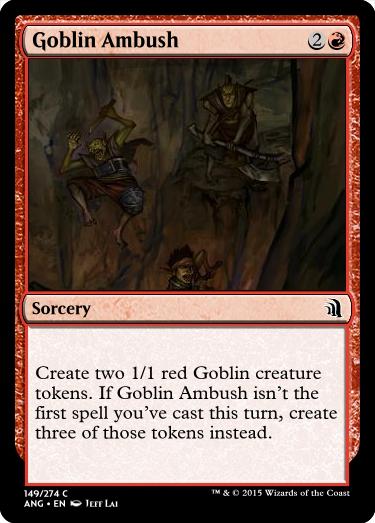 Goblin Ambush 2
Sorcery
Create two 1/1 red Goblin creature
tokens. If Goblin Ambush isn't the
first spell you've cast this turn, create
three of those tokens instead.
149/274 C
ANG • EN Jeff Lai
™ & © 2015 Wizards of the Coast